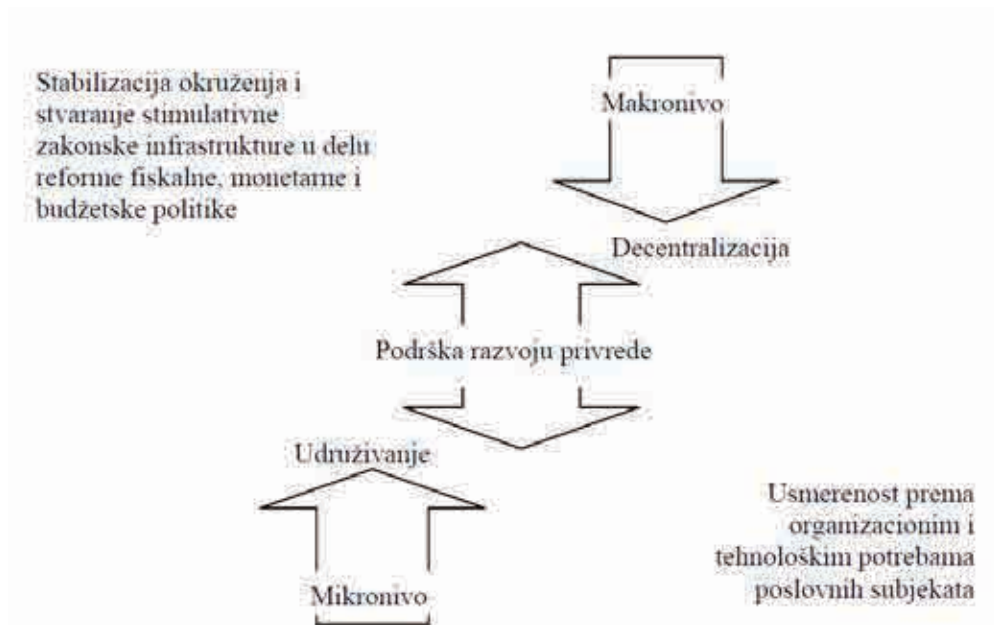 Stabilizacija okruženja i
stvaranje stimulativne
zakonske infrastrukture u delu
reforme fiskalne, monetarne i
budžetske politike
Makronivo
Decentralizacija
Podrška razvoju privrede
Udruživanje
Mikronivo
Usmerenost prema
organizacionim i
tehnološkim potrebama
poslovnih subjekata